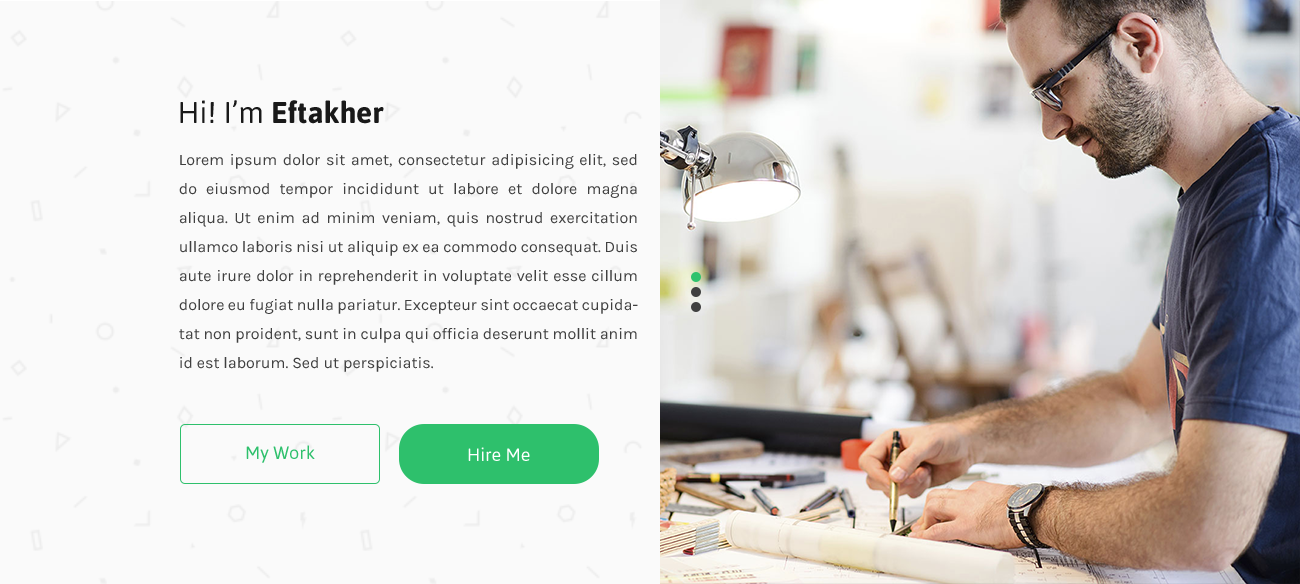 Hi! I’m Eftakher
Lorem ipsum dolor sit amet, consectetur adipisicing elit, sed
do eiusmod tempor incididunt ut labore et dolore magna
aliqua. Ut enim ad minim veniam, quis nostrud exercitation
ullamco laboris nisi ut aliquip ex ea commodo consequat. Duis
aute irure dolor in reprehenderit in voluptate velit esse cillum
dolore eu fugiat nulla pariatur. Excepteur sint occaecat cupida-
tat non proident, sunt in culpa qui officia deserunt mollit anim
id est laborum. Sed ut perspiciatis.
My Work
Hire Me